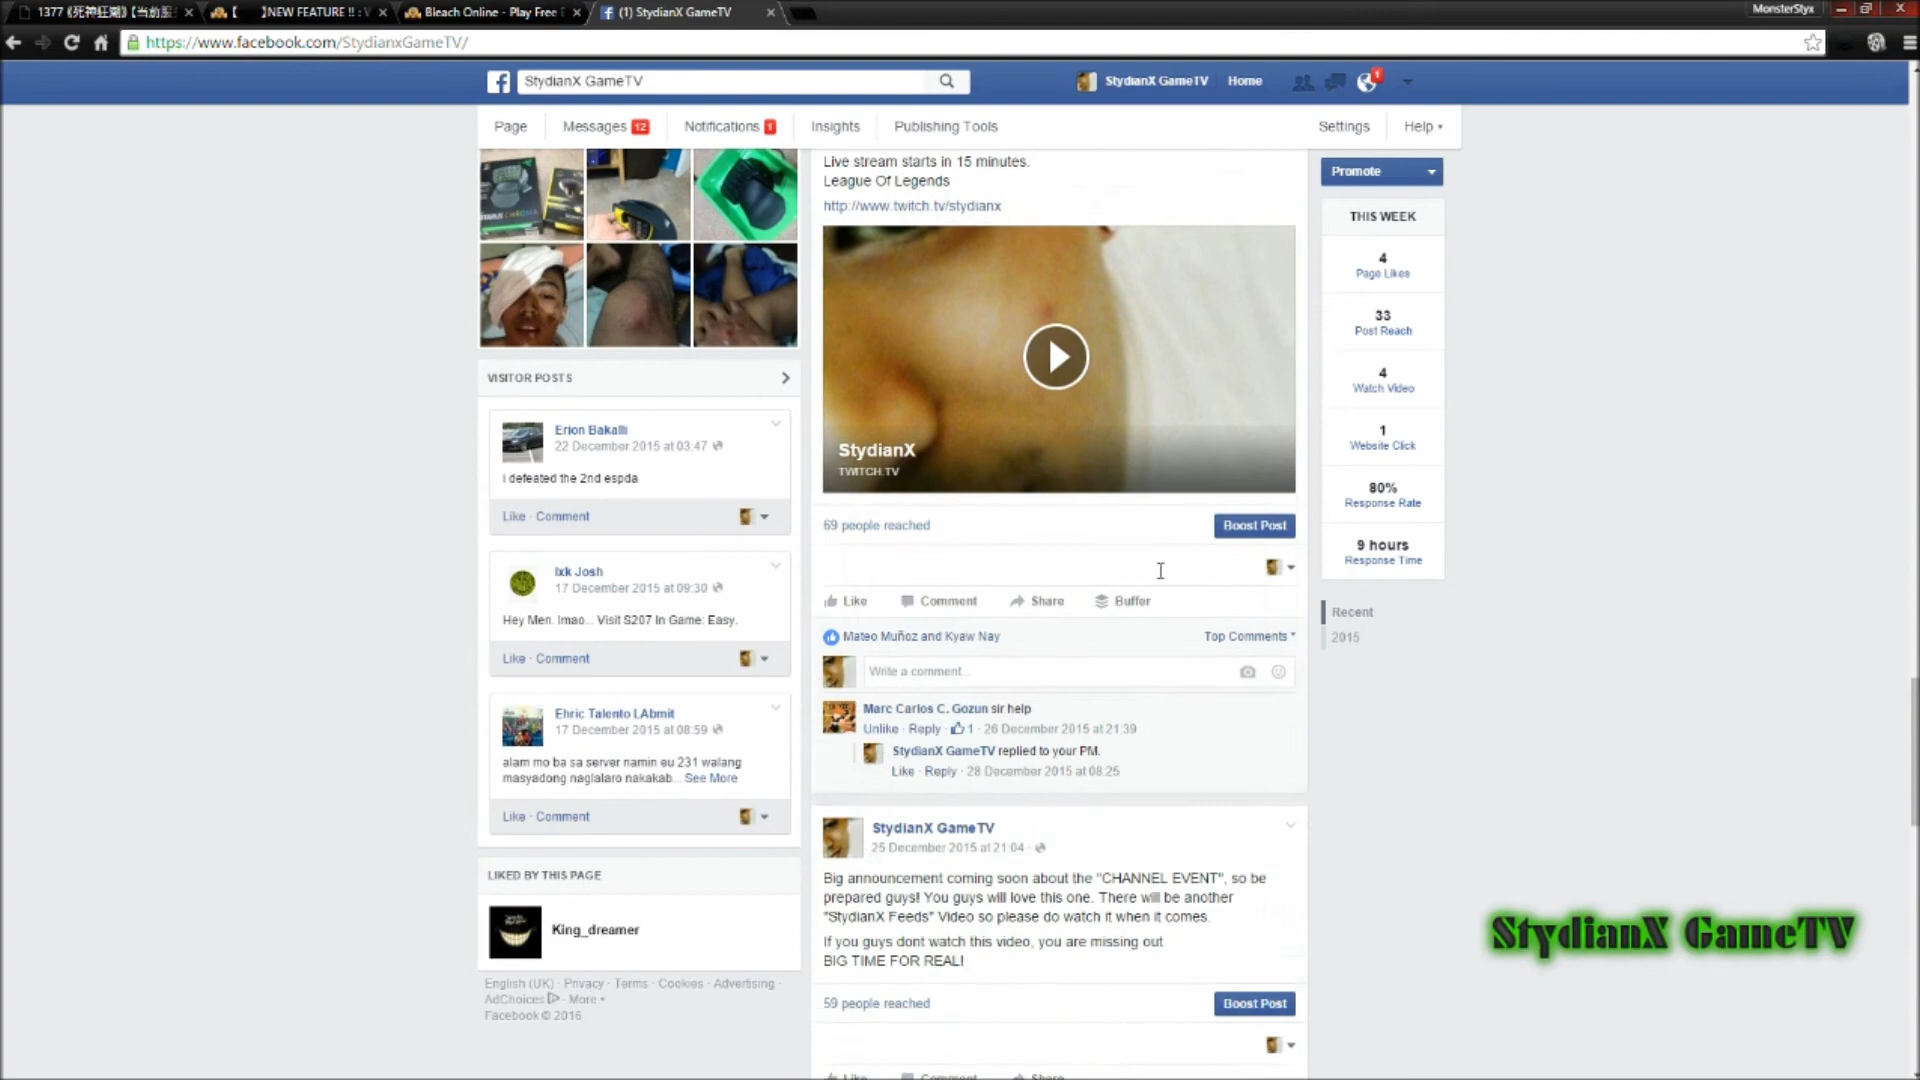 1377《死神狂潮》【当前服
【 】NEW FEATURE !! : V
Bleach Online - Play Free
(1) StydianX GameTV
MonsterStyx
https://www.facebook.com/StydianxGameTV/
StydianX GameTV
StydianX GameTV
Home
1
Page
Messages 12
Notifications 1
Insights
Publishing Tools
Settings
Help
Live stream starts in 15 minutes.
League Of Legends
http://www.twitch.tv/stydianx
StydianX
TWITCH.TV
69 people reached
Boost Post
Like
Comment
Share
Buffer
Mateo Muñoz and Kyaw Nay
Top Comments
Write a comment...
Marc Carlos C. Gozun sir help
Unlike · Reply · 1 · 26 December 2015 at 21:39
StydianX GameTV replied to your PM.
Like · Reply · 28 December 2015 at 08:25
StydianX GameTV
25 December 2015 at 21:04 ·
Big announcement coming soon about the "CHANNEL EVENT", so be
prepared guys! You guys will love this one. There will be another
"StydianX Feeds" Video so please do watch it when it comes.
If you guys dont watch this video, you are missing out
BIG TIME FOR REAL!
59 people reached
Boost Post
Like
Comment
Share
VISITOR POSTS
Erion Bakalli
22 December 2015 at 03:47
I defeated the 2nd espda
Like · Comment
Ixk Josh
17 December 2015 at 09:30
Hey Men. lmao... Visit S207 In Game: Easy.
Like · Comment
Ehric Talento LAbmit
17 December 2015 at 08:59
alam mo ba sa server namin eu 231 walang
masyadong naglalaro nakakab... See More
Like · Comment
LIKED BY THIS PAGE
King_dreamer
English (UK) · Privacy · Terms · Cookies · Advertising ·
AdChoices · More
Facebook © 2016
Promote
THIS WEEK
4
Page Likes
33
Post Reach
4
Watch Video
1
Website Click
80%
Response Rate
9 hours
Response Time
Recent
2015
StydianX GameTV